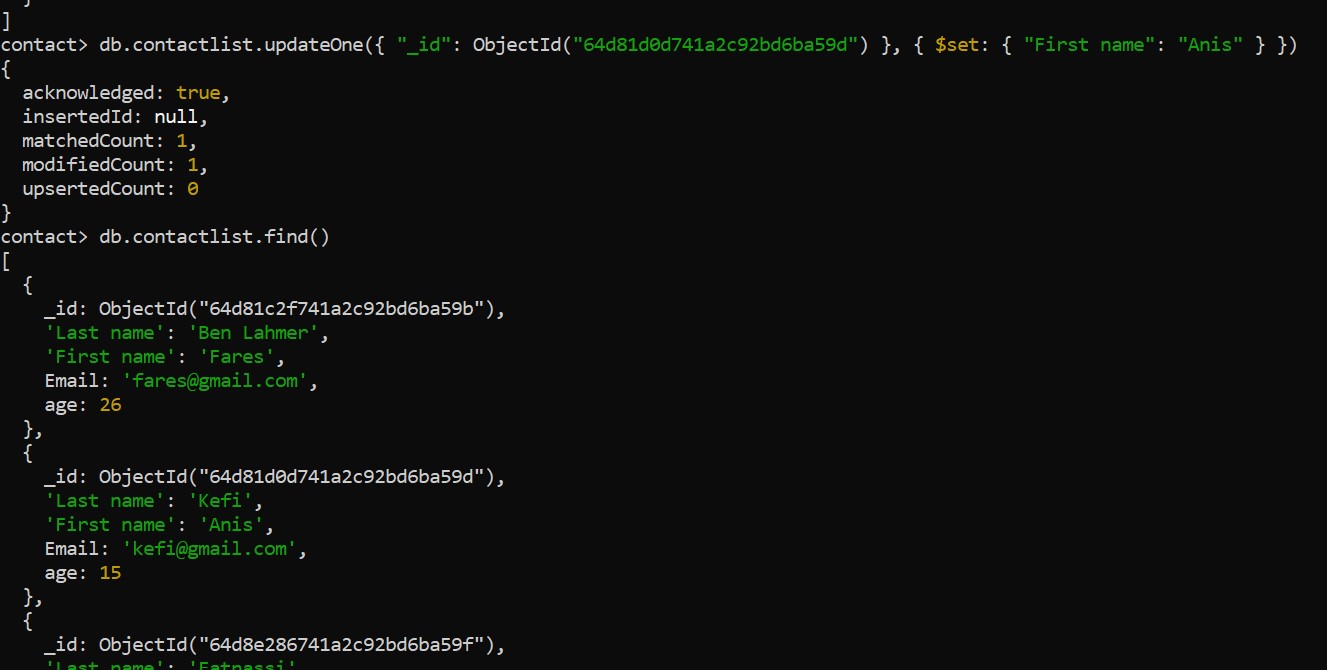 ]
contact> db.contactlist.updateOne({ "_id": ObjectId("64d81d0d741a2c92bd6ba59d") }, { $set: { "First name": "Anis" } })
{
  acknowledged: true,
  insertedId: null,
  matchedCount: 1,
  modifiedCount: 1,
  upsertedCount: 0
}
contact> db.contactlist.find()
[
  {
    _id: ObjectId("64d81c2f741a2c92bd6ba59b"),
    'Last name': 'Ben Lahmer',
    'First name': 'Fares',
    Email: 'fares@gmail.com',
    age: 26
  },
  {
    _id: ObjectId("64d81d0d741a2c92bd6ba59d"),
    'Last name': 'Kefi',
    'First name': 'Anis',
    Email: 'kefi@gmail.com',
    age: 15
  },
  {
    _id: ObjectId("64d8e286741a2c92bd6ba59f"),
    'Last name': 'Fatnassi',